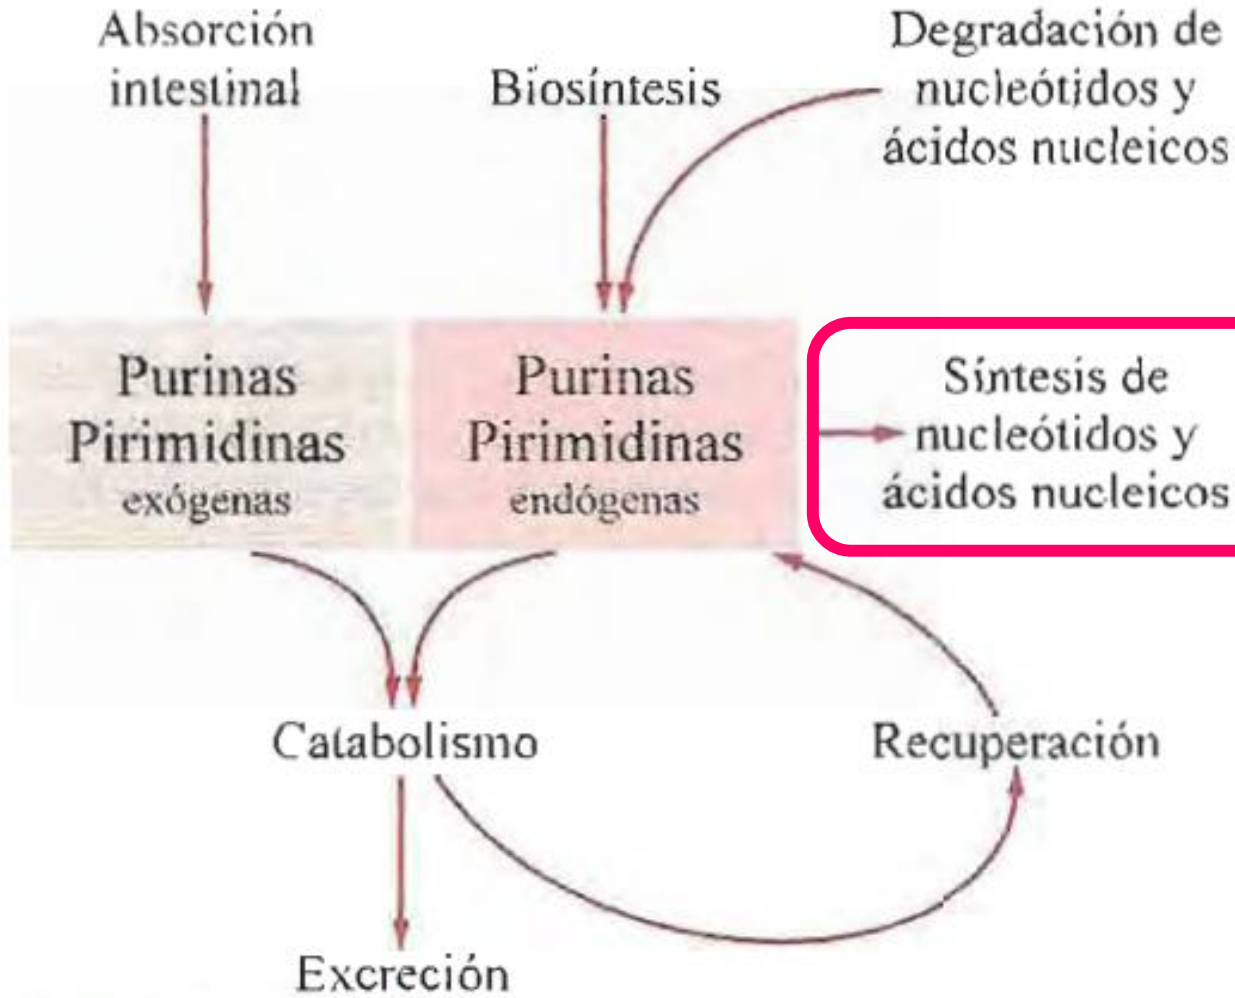 Absorción
intestinal
Biosíntesis
Degradación de
nucleótidos y
ácidos nucleicos
Purinas
Pirimidinas
exógenas
Purinas
Pirimidinas
endógenas
Síntesis de
nucleótidos y
ácidos nucleicos
Catabolismo
Recuperación
Excreción